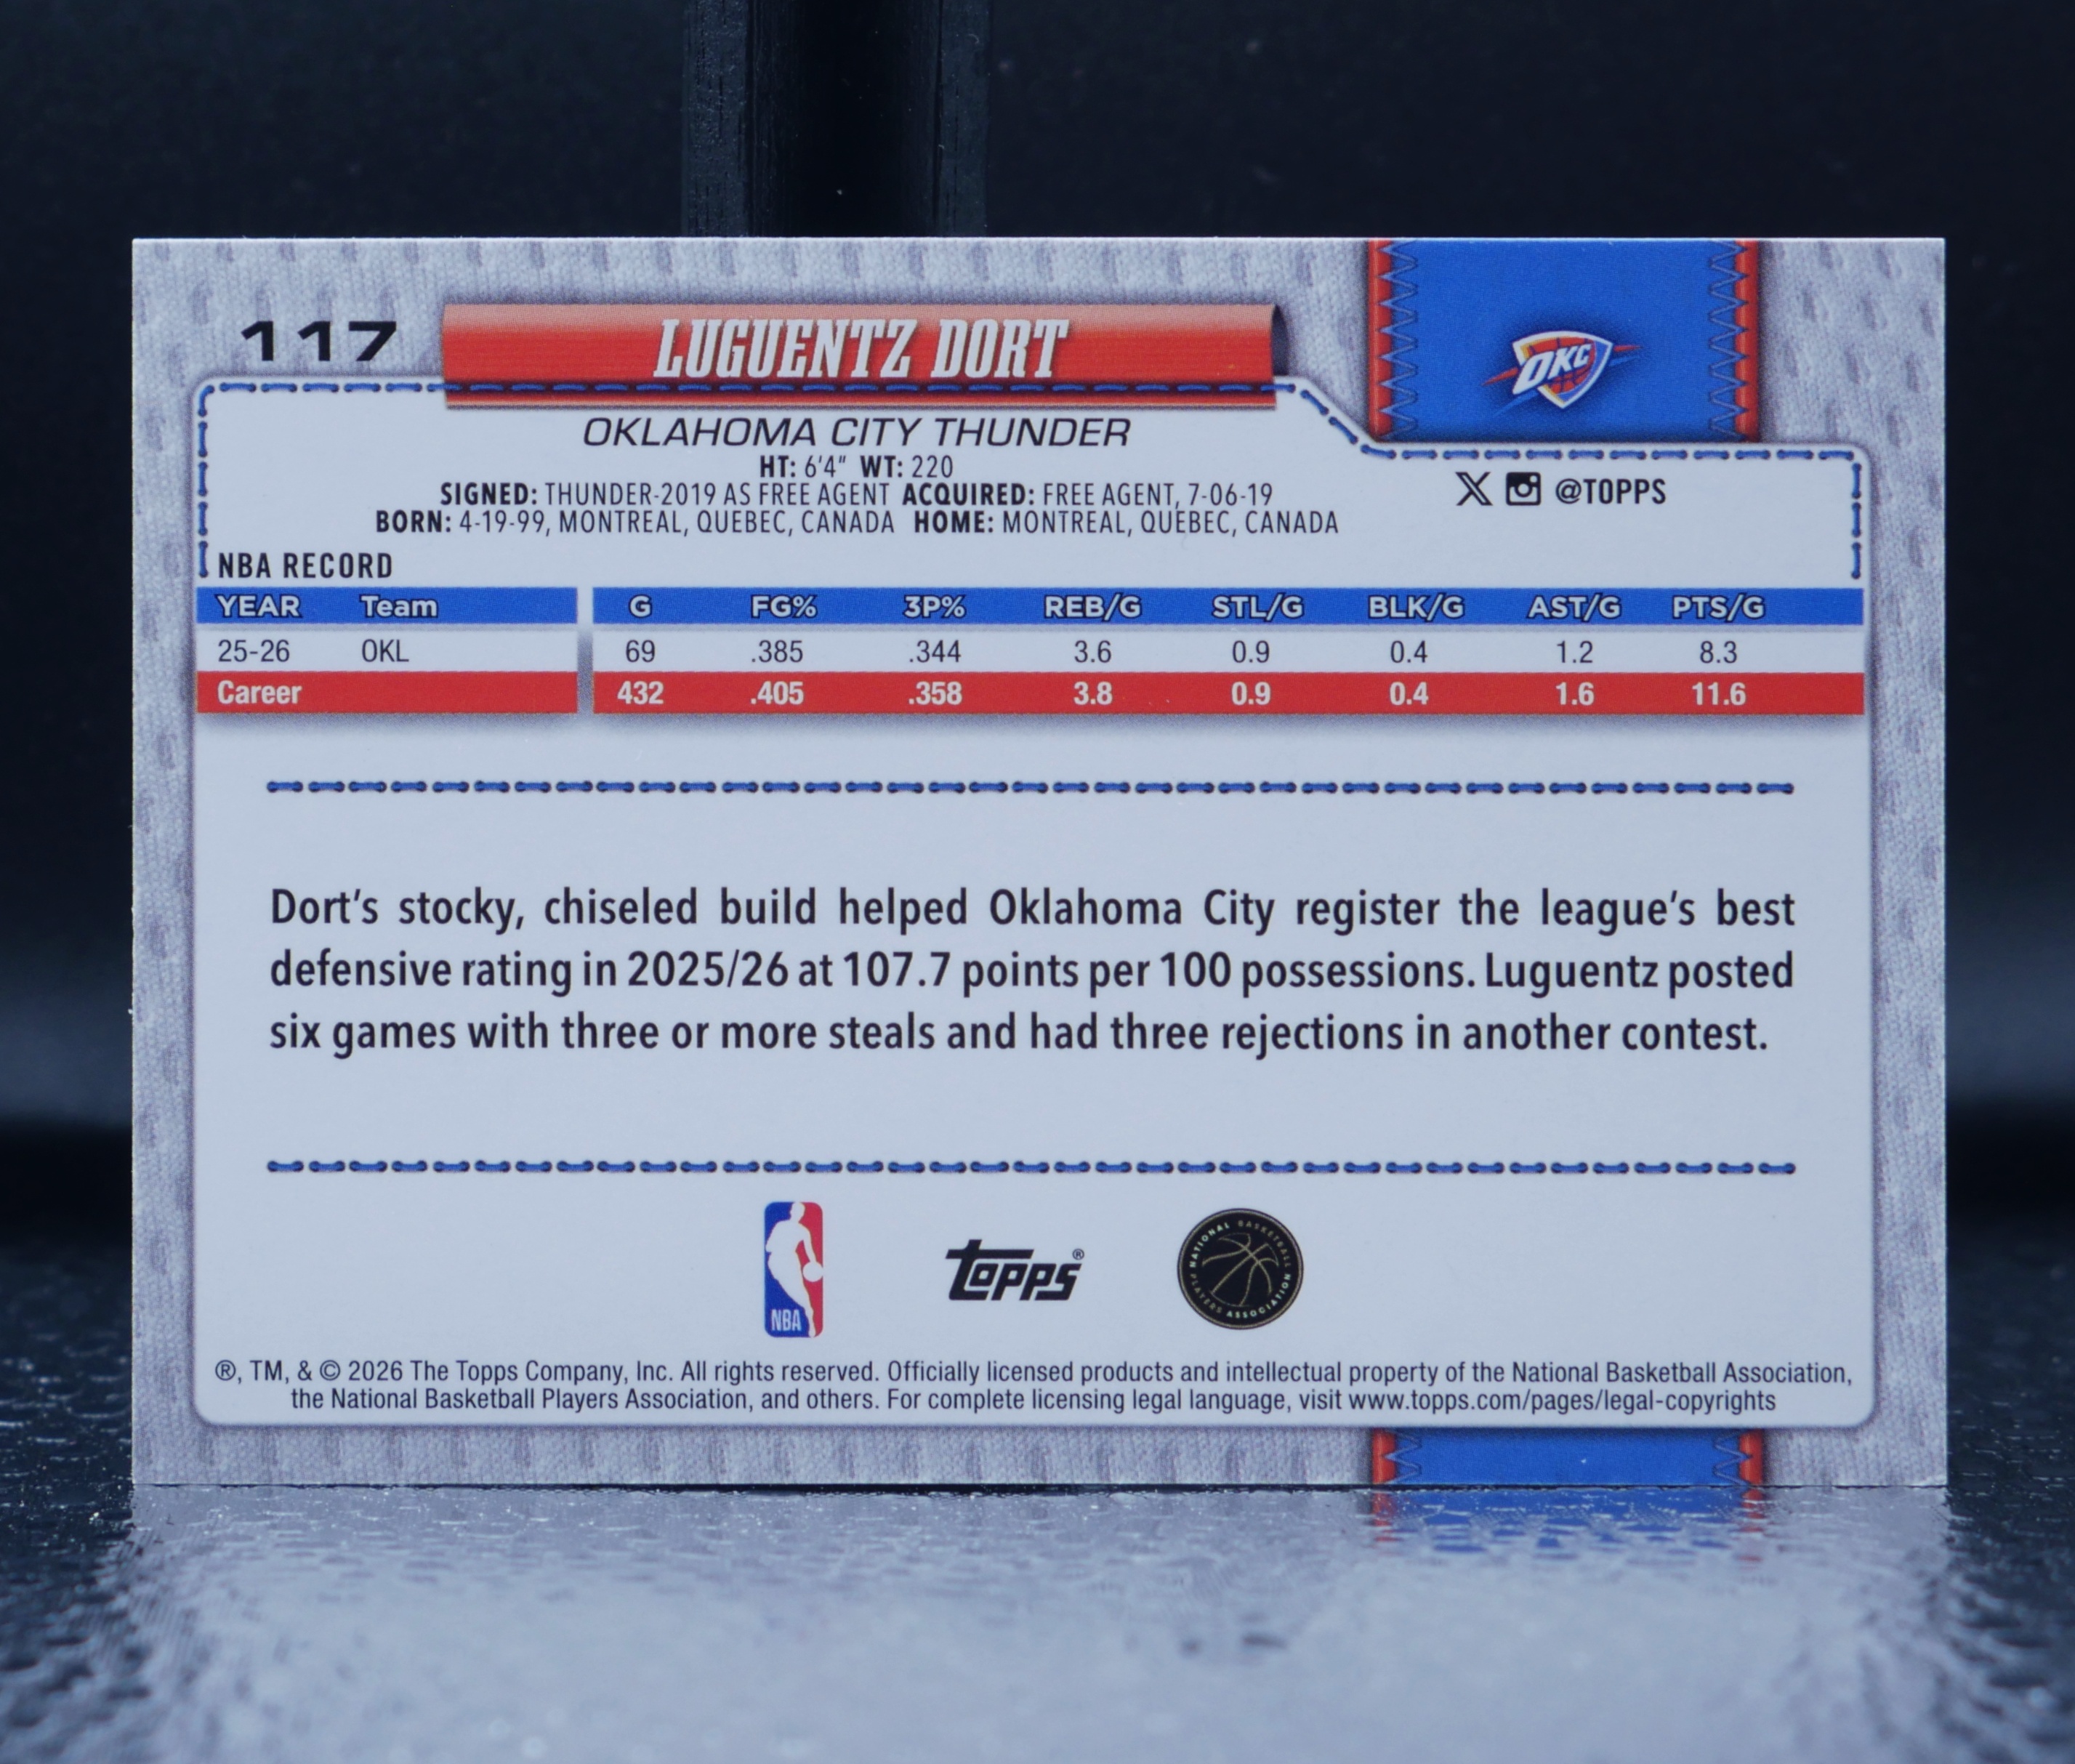 117
LUGUENTZ DORT
OKC
OKLAHOMA CITY THUNDER
HT: 6'4" WT: 220
SIGNED: THUNDER-2019 AS FREE AGENT ACQUIRED: FREE AGENT, 7-06-19
@TOPPS
BORN: 4-19-99, MONTREAL, QUEBEC, CANADA HOME: MONTREAL, QUEBEC, CANADA
NBA RECORD
YEAR Team G FG% 3P% REB/G STL/G BLK/G AST/G PTS/G
25-26 OKL 69 .385 .344 3.6 0.9 0.4 1.2 8.3
Career 432 .405 .358 3.8 0.9 0.4 1.6 11.6
Dort's stocky, chiseled build helped Oklahoma City register the league's best
defensive rating in 2025/26 at 107.7 points per 100 possessions. Luguentz posted
six games with three or more steals and had three rejections in another contest.
NBA
topps®
NATIONAL BASKETBALL PLAYERS ASSOCIATION
®, TM, & © 2026 The Topps Company, Inc. All rights reserved. Officially licensed products and intellectual property of the National Basketball Association,
the National Basketball Players Association, and others. For complete licensing legal language, visit www.topps.com/pages/legal-copyrights